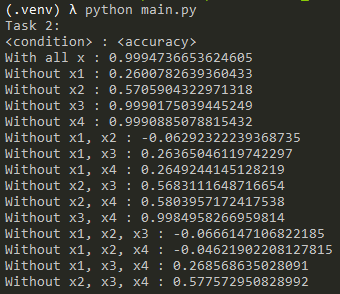 (.venv) λ python main.py
Task 2:
<condition> : <accuracy>
With all x : 0.9994736653624605
Without x1 : 0.2600782639360433
Without x2 : 0.5705904322971318
Without x3 : 0.9990175039445249
Without x4 : 0.9990885078815432
Without x1, x2 : -0.06292322239368735
Without x1, x3 : 0.26365046119742297
Without x1, x4 : 0.2649244145128219
Without x2, x3 : 0.5683111648716654
Without x2, x4 : 0.5803957172417538
Without x3, x4 : 0.9984958266959814
Without x1, x2, x3 : -0.0666147106822185
Without x1, x2, x4 : -0.04621902208127815
Without x1, x3, x4 : 0.268568635028091
Without x2, x3, x4 : 0.577572950828992